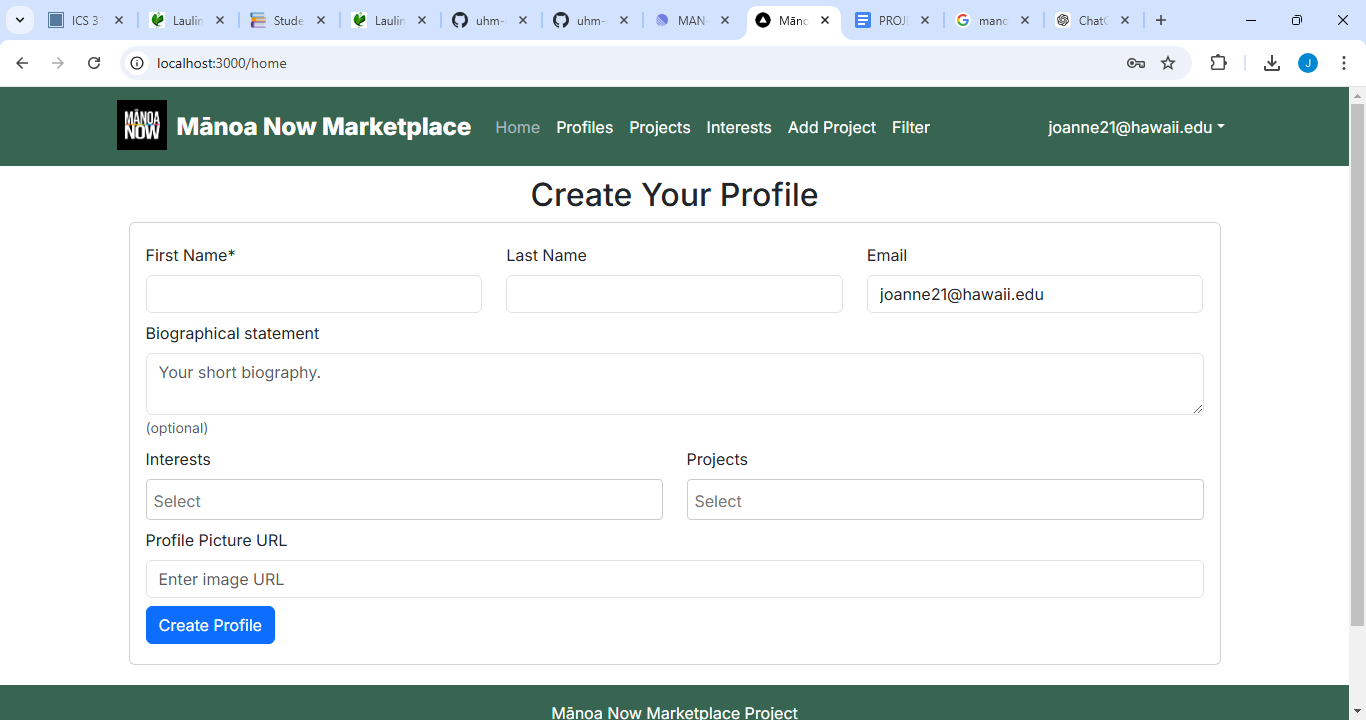 ICS 3
Laulin
Stude
Laulin
uhm-
uhm-
MAN-
Māno
PROJ
mano
ChatG
localhost:3000/home
J
MĀNOA
NOW
Mānoa Now Marketplace
Home Profiles Projects Interests Add Project Filter
joanne21@hawaii.edu
Create Your Profile
First Name* Last Name Email
joanne21@hawaii.edu
Biographical statement
Your short biography.
(optional)
Interests Projects
Select Select
Profile Picture URL
Enter image URL
Create Profile
Mānoa Now Marketplace Project